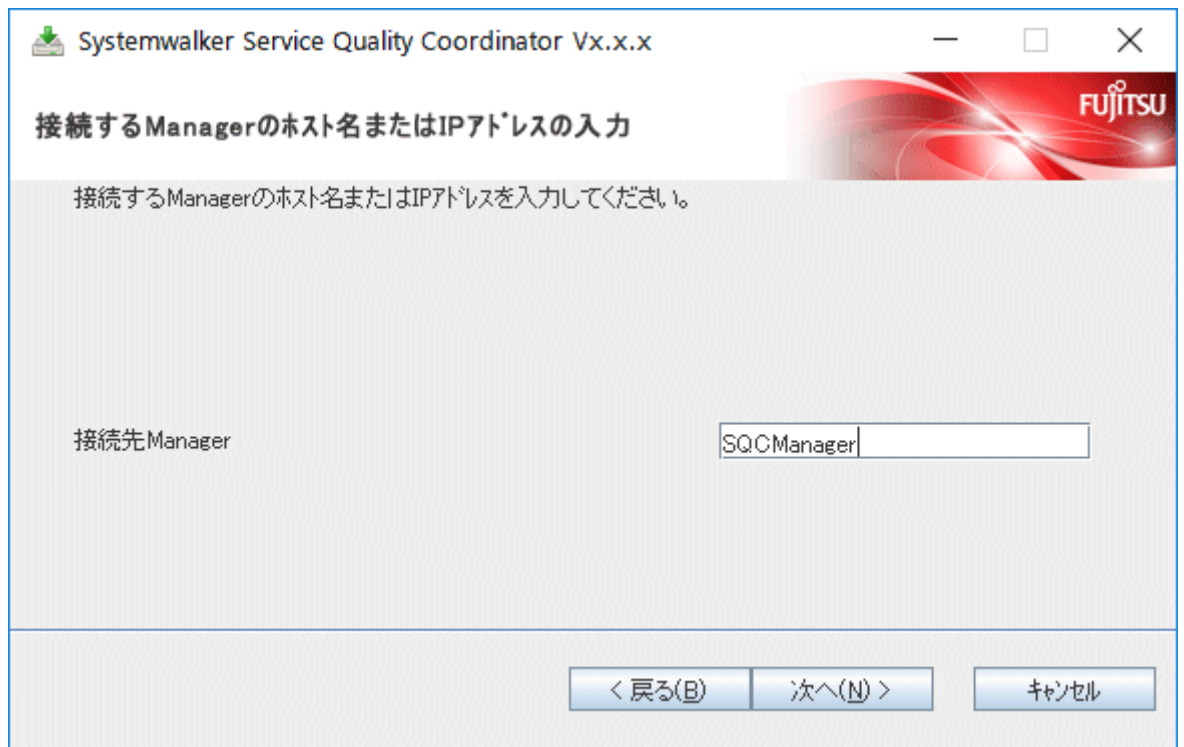 Systemwalker Service Quality Coordinator Vx.x.x
FUJITSU
接続するManagerのホスト名またはIPアドレスの入力
接続するManagerのホスト名またはIPアドレスを入力してください。
接続先Manager
SQCManager
< 戻る(B)
次へ(N) >
キャンセル